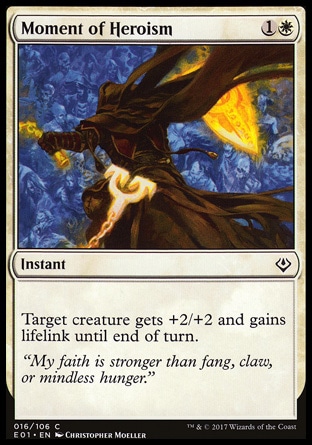 Moment of Heroism 1
Instant
Target creature gets +2/+2 and gains
lifelink until end of turn.
"My faith is stronger than fang, claw,
or mindless hunger."
016/106 C
E01 • EN Christopher Moeller
™ & © 2017 Wizards of the Coast